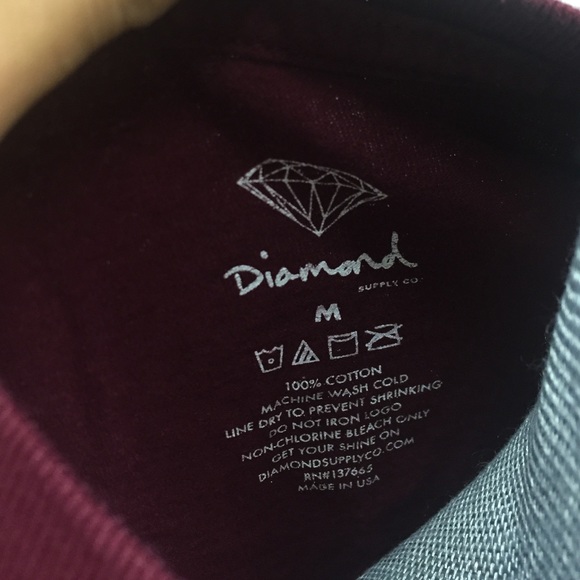 Diamond
SUPPLY CO.
M
100% COTTON
MACHINE WASH COLD
LINE DRY TO PREVENT SHRINKING
DO NOT IRON LOGO
NON-CHLORINE BLEACH ONLY
GET YOUR SHINE ON
DIAMONDSUPPLYCO.COM
RN#137665
MADE IN USA